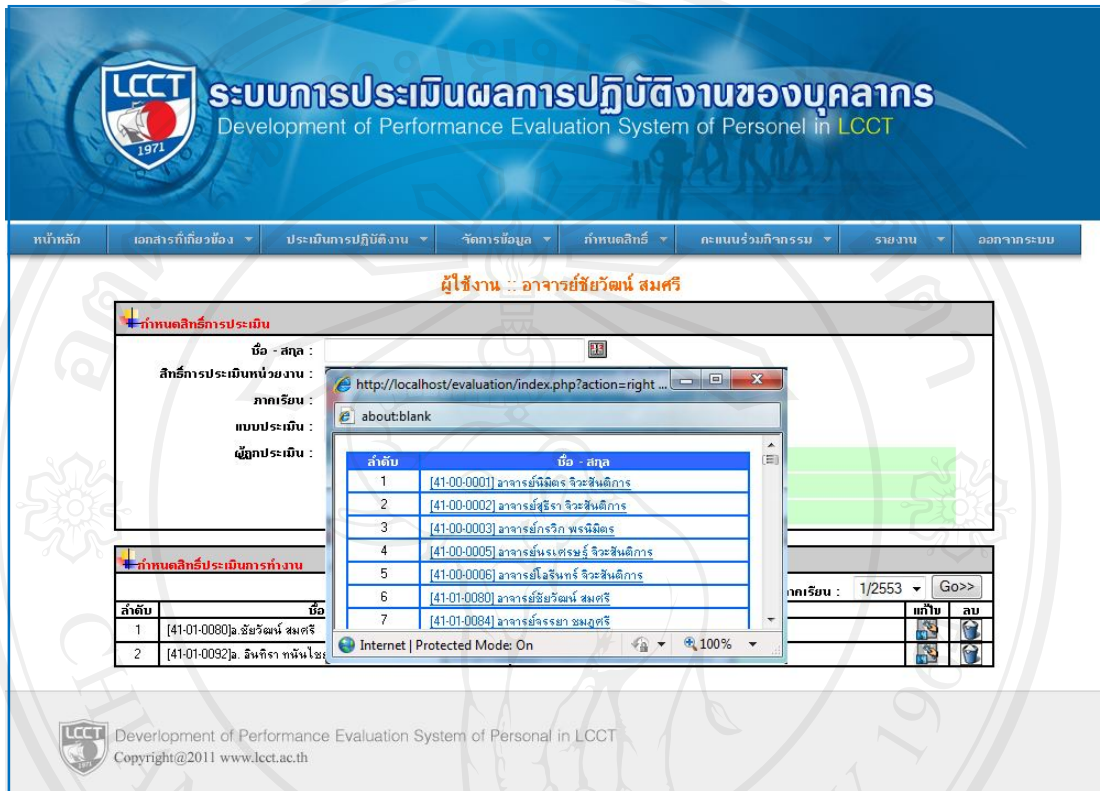 LCCT
1971
ระบบการประเมินผลการปฏิบัติงานของบุคลากร
Development of Performance Evaluation System of Personel in LCCT
หน้าหลัก เอกสารที่เกี่ยวข้อง ประเมินการปฏิบัติงาน จัดการข้อมูล กำหนดสิทธิ์ คะแนนร่วมกิจกรรม รายงาน ออกจากระบบ
ผู้ใช้งาน :: อาจารย์ชัยวัฒน์ สมศรี
กำหนดสิทธิ์การประเมิน
ชื่อ - สกุล :
สิทธิ์การประเมินหน่วยงาน :
ภาคเรียน :
แบบประเมิน :
ผู้ถูกประเมิน :
http://localhost/evaluation/index.php?action=right ...
about:blank
ลำดับ ชื่อ - สกุล
1 [41-00-0001] อาจารย์นิมิตร จิวะสันติการ
2 [41-00-0002] อาจารย์สุธีรา จิวะสันติการ
3 [41-00-0003] อาจารย์กรวิก พรนิมิตร
4 [41-00-0005] อาจารย์นรเศรษฐ์ จิวะสันติการ
5 [41-00-0006] อาจารย์ไอรินทร์ จิวะสันติการ
6 [41-01-0080] อาจารย์ชัยวัฒน์ สมศรี
7 [41-01-0084] อาจารย์จรรยา ชมภูศรี
Internet | Protected Mode: On 100%
กำหนดสิทธิ์ประเมินการทำงาน
าคเรียน : 1/2553 Go>>
ลำดับ ชื่อ แก้ไข ลบ
1 [41-01-0080]อ.ชัยวัฒน์ สมศรี
2 [41-01-0092]อ. อินทิรา ทนันไชย
LCCT
Deverlopment of Performance Evaluation System of Personal in LCCT
Copyright@2011 www.lcct.ac.th